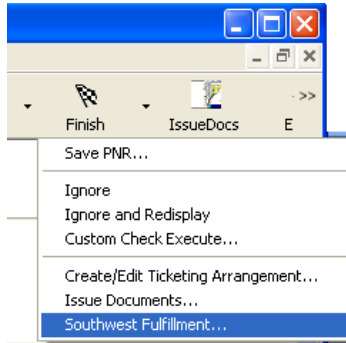 >>
Finish IssueDocs E
Save PNR...
Ignore
Ignore and Redisplay
Custom Check Execute...
Create/Edit Ticketing Arrangement...
Issue Documents...
Southwest Fulfillment...